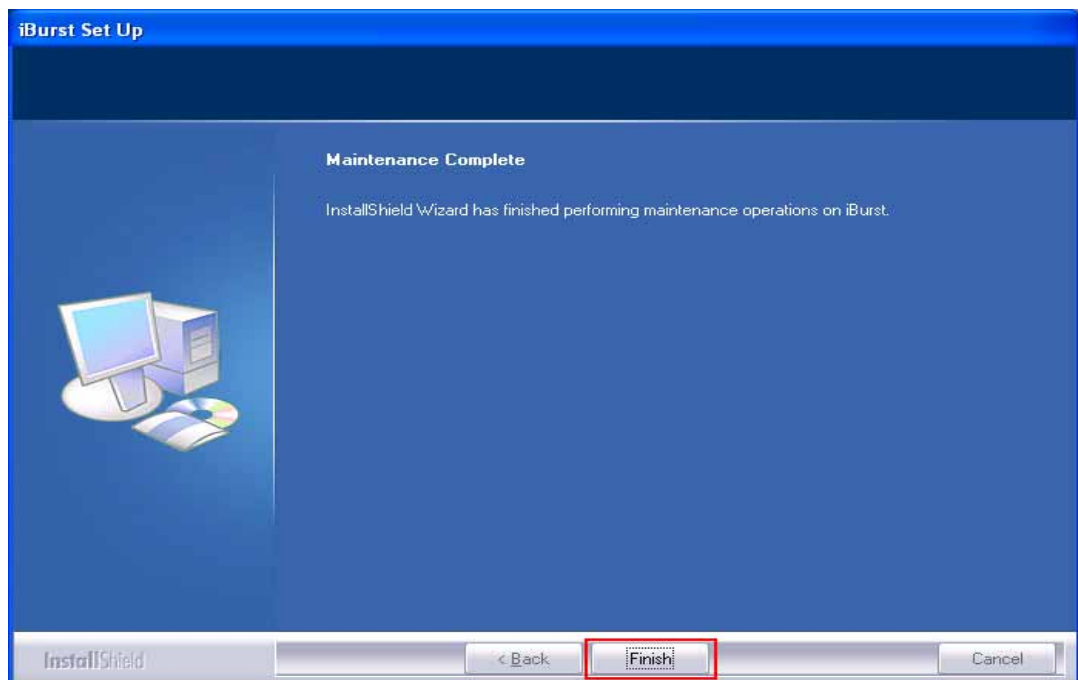 iBurst Set Up
Maintenance Complete
InstallShield Wizard has finished performing maintenance operations on iBurst.
InstallShield
< Back
Finish
Cancel